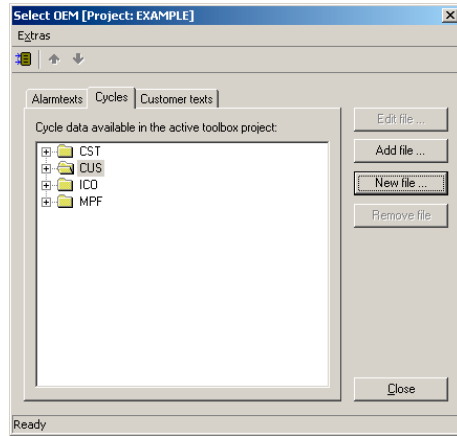 Select OEM [Project: EXAMPLE]
Extras
Alarmtexts Cycles Customer texts
Cycle data available in the active toolbox project:
CST
CUS
ICO
MPF
Edit file ...
Add file ...
New file ...
Remove file
Close
Ready